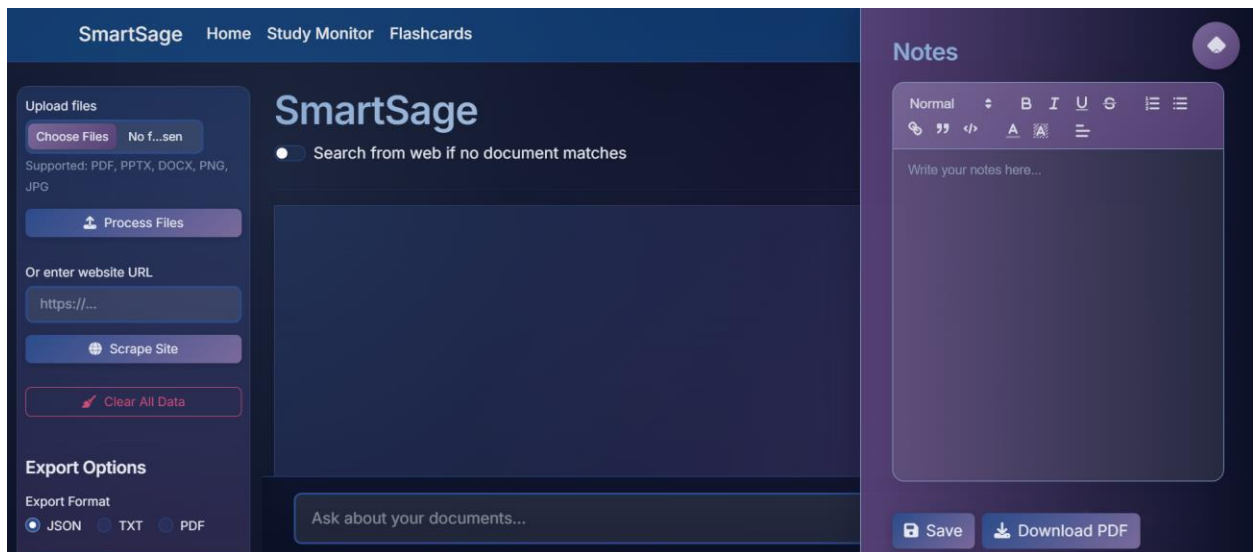 SmartSage Home Study Monitor Flashcards
Upload files
Choose Files No f...sen
Supported: PDF, PPTX, DOCX, PNG,
JPG
Process Files
Or enter website URL
https://...
Scrape Site
Clear All Data
Export Options
Export Format
JSON TXT PDF
SmartSage
Search from web if no document matches
Ask about your documents...
Notes
Normal B I U S
A A
Write your notes here...
Save Download PDF